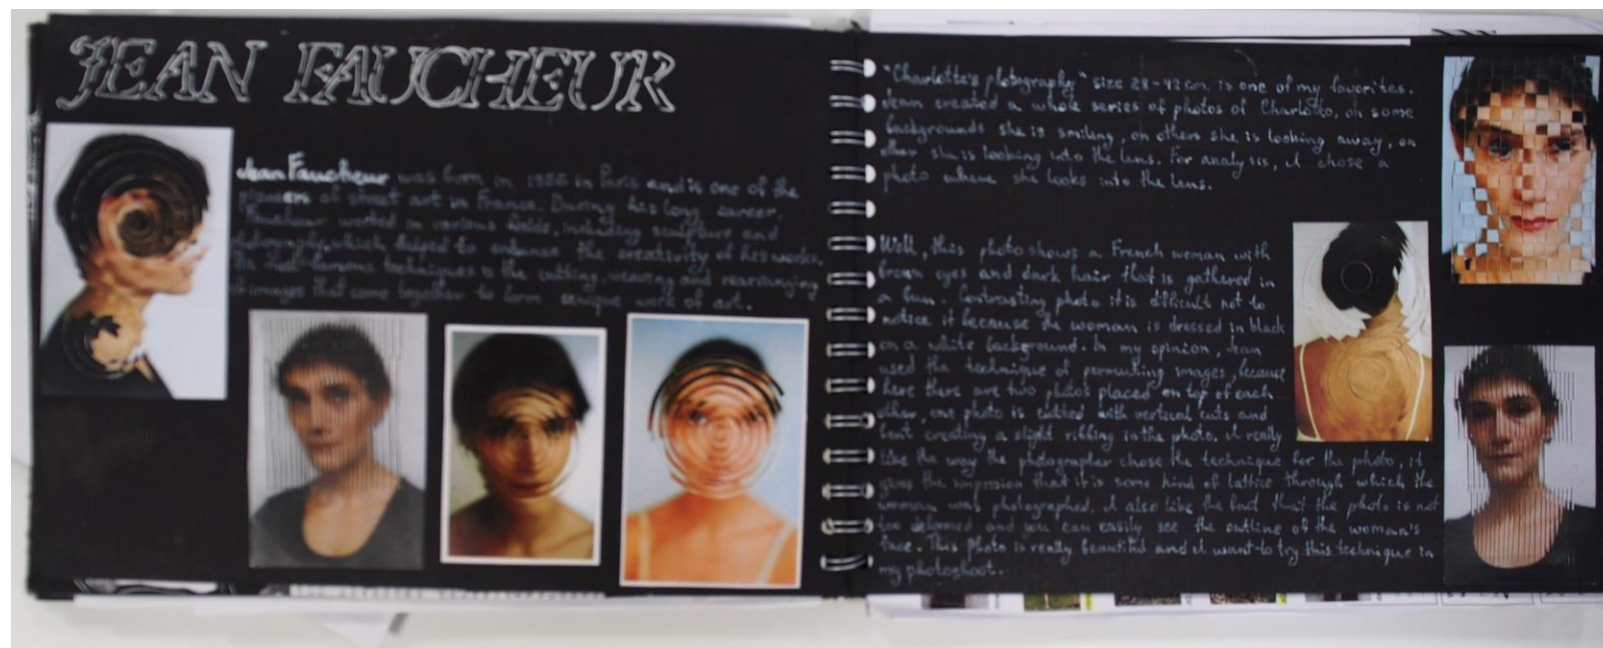 JEAN FAUCHEUR
Jean Faucheur was born in 1956 in Paris and is one of the
pioneers of street art in France. During his long career,
Faucheur worked in various fields, including sculpture and
photography, which helped to enhance the creativity of his works.
techniques is the cutting, weaving and rearranging
of images that come together to form unique work of art.
"Charlotte's photography" size 28-42 cm. is one of my favorites.
Jean created a whole series of photos of Charlotte, on some
backgrounds she is smiling, on others she is looking away, on
other she is looking into the lens. For analysis, I chose a
photo where she looks into the lens.
Well, this photo shows a French woman with
brown eyes and dark hair that is gathered in
a bun. Contrasting photo it is difficult not to
notice it because the woman is dressed in black
on a white background. In my opinion, Jean
used the technique of permuting images, because
here there are two photos placed on top of each
other, one photo is cutted with vertical cuts and
bent creating a slight ribbing in the photo. I really
like the way the photographer chose the technique for the photo, it
gives the impresion that it is some kind of lattice through which the
woman was photographed. I also like the fact that the photo is not
too deformed and you can easily see the outline of the woman's
face. This photo is really beautiful and I want to try this technique in
my photoshoot.